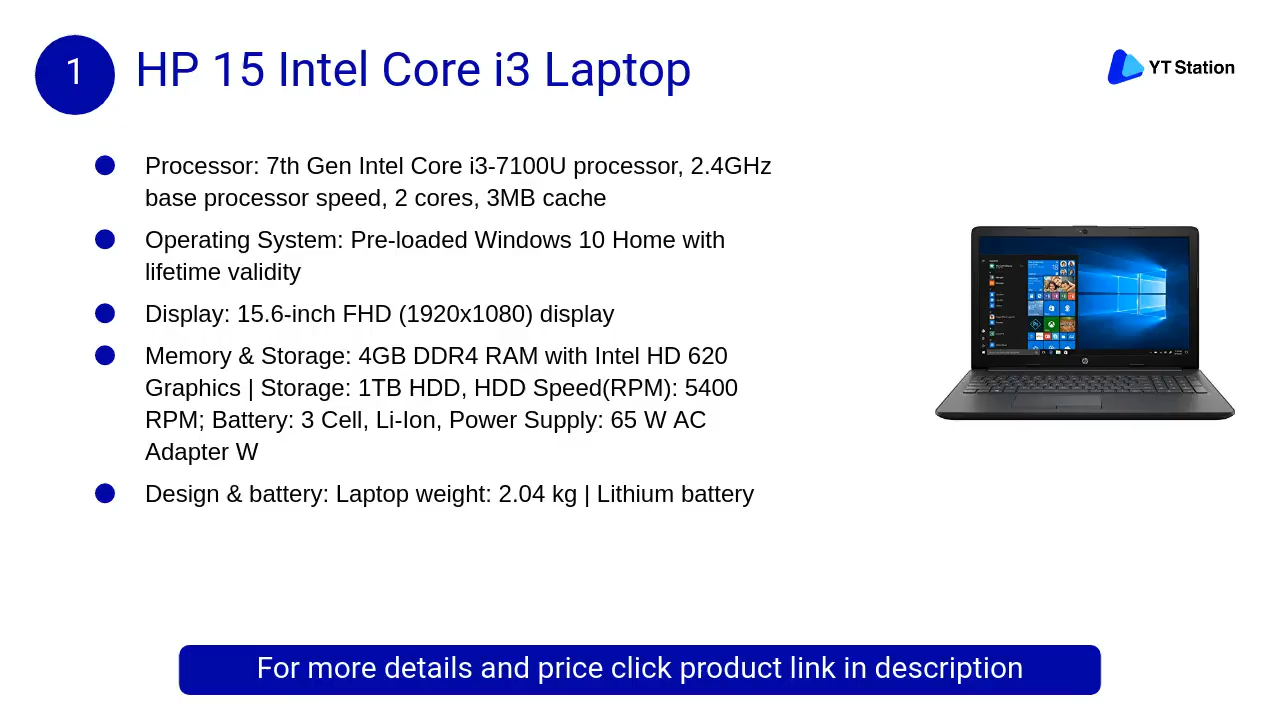 1
HP 15 Intel Core i3 Laptop
YT Station
Processor: 7th Gen Intel Core i3-7100U processor, 2.4GHz
base processor speed, 2 cores, 3MB cache
Operating System: Pre-loaded Windows 10 Home with
lifetime validity
Display: 15.6-inch FHD (1920x1080) display
Memory & Storage: 4GB DDR4 RAM with Intel HD 620
Graphics | Storage: 1TB HDD, HDD Speed(RPM): 5400
RPM; Battery: 3 Cell, Li-Ion, Power Supply: 65 W AC
Adapter W
Design & battery: Laptop weight: 2.04 kg | Lithium battery
For more details and price click product link in description